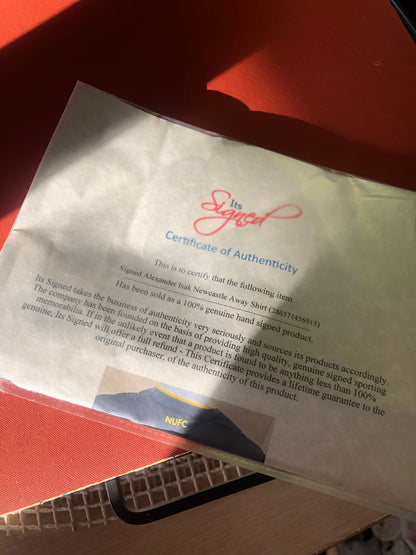 Its
Signed
Certificate of Authenticity
This is to certify that the following item
Signed Alexander Isak Newcastle Away Shirt (286571456915)
Has been sold as a 100% genuine hand signed product.
Its Signed takes the business of authenticity very seriously and sources its products accordingly.
The company has been founded on the basis of providing high quality, genuine signed sporting
memorabilia. If in the unlikely event that a product is found to be anything less than 100%
genuine, Its Signed will offer a full refund - This Certificate provides a lifetime guarantee to the
original purchaser, of the authenticity of this product.
NUFC